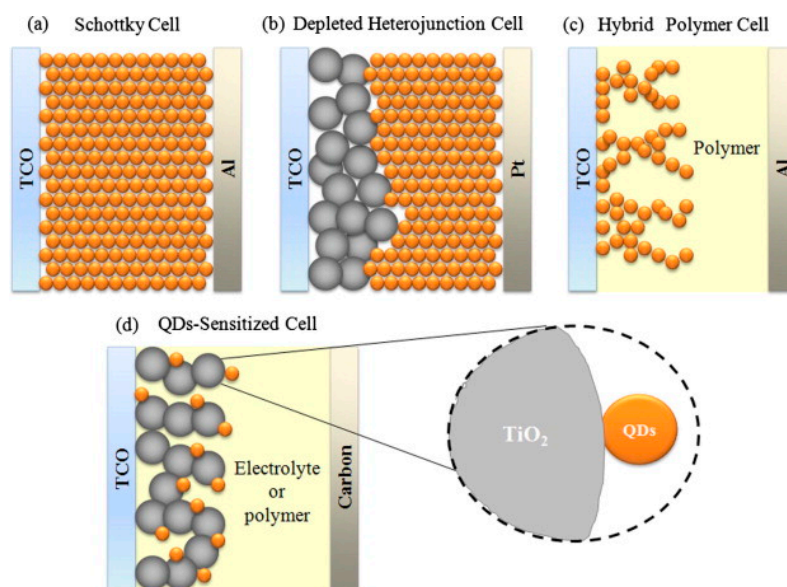 (a) Schottky Cell
(b) Depleted Heterojunction Cell
(c) Hybrid Polymer Cell
TCO
Al
TCO
Pt
TCO
Polymer
Al
(d) QDs-Sensitized Cell
TCO
Electrolyte
or
polymer
Carbon
TiO2
QDs